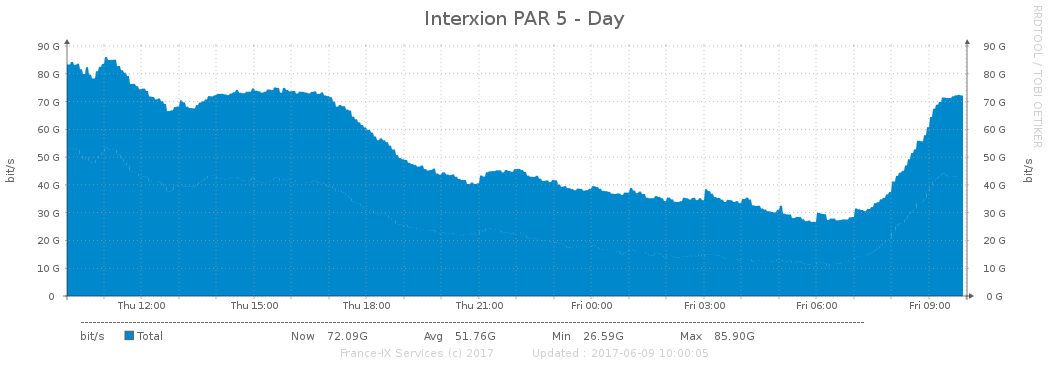 Interxion PAR 5 - Day
RRDTOOL / TOBI OETIKER
90 G 90 G
80 G 80 G
70 G 70 G
60 G 60 G
50 G 50 G
40 G 40 G
30 G 30 G
20 G 20 G
10 G 10 G
0 0 G
bit/s bit/s
Thu 12:00 Thu 15:00 Thu 18:00 Thu 21:00 Fri 00:00 Fri 03:00 Fri 06:00 Fri 09:00
bit/s Total Now 72.09G Avg 51.76G Min 26.59G Max 85.90G
France-IX Services (c) 2017 Updated : 2017-06-09 10:00:05